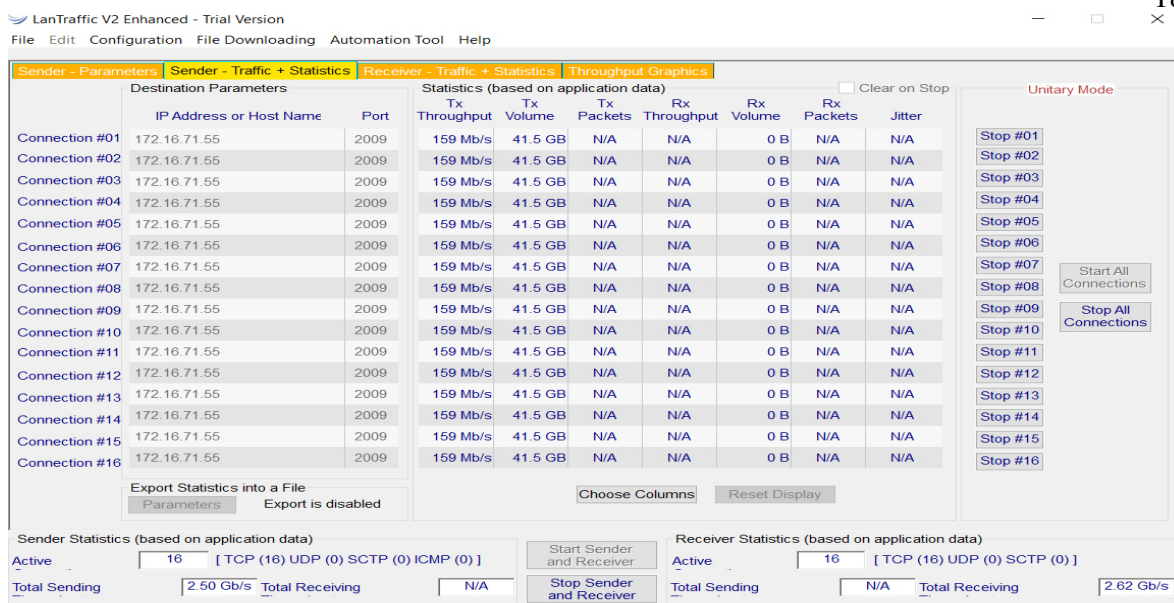 LanTraffic V2 Enhanced - Trial Version
File Edit Configuration File Downloading Automation Tool Help
Sender - Parameters Sender - Traffic + Statistics Receiver - Traffic + Statistics Throughput Graphics
Destination Parameters Statistics (based on application data) Clear on Stop Unitary Mode
IP Address or Host Name Port Tx Throughput Tx Volume Tx Packets Rx Throughput Rx Volume Rx Packets Jitter
Connection #01 172.16.71.55 2009 159 Mb/s 41.5 GB N/A N/A 0 B N/A N/A Stop #01
Connection #02 172.16.71.55 2009 159 Mb/s 41.5 GB N/A N/A 0 B N/A N/A Stop #02
Connection #03 172.16.71.55 2009 159 Mb/s 41.5 GB N/A N/A 0 B N/A N/A Stop #03
Connection #04 172.16.71.55 2009 159 Mb/s 41.5 GB N/A N/A 0 B N/A N/A Stop #04
Connection #05 172.16.71.55 2009 159 Mb/s 41.5 GB N/A N/A 0 B N/A N/A Stop #05
Connection #06 172.16.71.55 2009 159 Mb/s 41.5 GB N/A N/A 0 B N/A N/A Stop #06
Connection #07 172.16.71.55 2009 159 Mb/s 41.5 GB N/A N/A 0 B N/A N/A Stop #07
Connection #08 172.16.71.55 2009 159 Mb/s 41.5 GB N/A N/A 0 B N/A N/A Stop #08
Connection #09 172.16.71.55 2009 159 Mb/s 41.5 GB N/A N/A 0 B N/A N/A Stop #09
Connection #10 172.16.71.55 2009 159 Mb/s 41.5 GB N/A N/A 0 B N/A N/A Stop #10
Connection #11 172.16.71.55 2009 159 Mb/s 41.5 GB N/A N/A 0 B N/A N/A Stop #11
Connection #12 172.16.71.55 2009 159 Mb/s 41.5 GB N/A N/A 0 B N/A N/A Stop #12
Connection #13 172.16.71.55 2009 159 Mb/s 41.5 GB N/A N/A 0 B N/A N/A Stop #13
Connection #14 172.16.71.55 2009 159 Mb/s 41.5 GB N/A N/A 0 B N/A N/A Stop #14
Connection #15 172.16.71.55 2009 159 Mb/s 41.5 GB N/A N/A 0 B N/A N/A Stop #15
Connection #16 172.16.71.55 2009 159 Mb/s 41.5 GB N/A N/A 0 B N/A N/A Stop #16
Start All
Connections
Stop All
Connections
Export Statistics into a File
Parameters Export is disabled Choose Columns Reset Display
Sender Statistics (based on application data)
Active 16 [ TCP (16) UDP (0) SCTP (0) ICMP (0) ]
Total Sending 2.50 Gb/s Total Receiving N/A
Start Sender
and Receiver
Stop Sender
and Receiver
Receiver Statistics (based on application data)
Active 16 [ TCP (16) UDP (0) SCTP (0) ]
Total Sending N/A Total Receiving 2.62 Gb/s